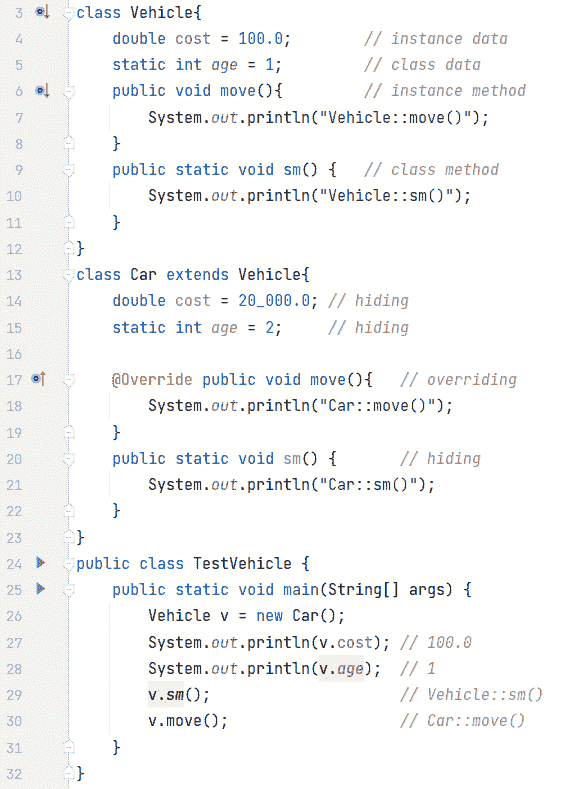 3 class Vehicle{
4     double cost = 100.0;        // instance data
5     static int age = 1;         // class data
6     public void move(){         // instance method
7         System.out.println("Vehicle::move()");
8     }
9     public static void sm() {   // class method
10         System.out.println("Vehicle::sm()");
11     }
12 }
13 class Car extends Vehicle{
14     double cost = 20_000.0; // hiding
15     static int age = 2;     // hiding
16
17     @Override public void move(){   // overriding
18         System.out.println("Car::move()");
19     }
20     public static void sm() {       // hiding
21         System.out.println("Car::sm()");
22     }
23 }
24 public class TestVehicle {
25     public static void main(String[] args) {
26         Vehicle v = new Car();
27         System.out.println(v.cost); // 100.0
28         System.out.println(v.age);  // 1
29         v.sm();                     // Vehicle::sm()
30         v.move();                   // Car::move()
31     }
32 }